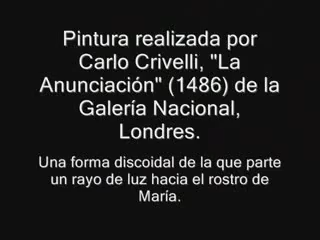 Pintura realizada por
Carlo Crivelli, "La
Anunciación" (1486) de la
Galería Nacional,
Londres.
Una forma discoidal de la que parte
un rayo de luz hacia el rostro de
María.